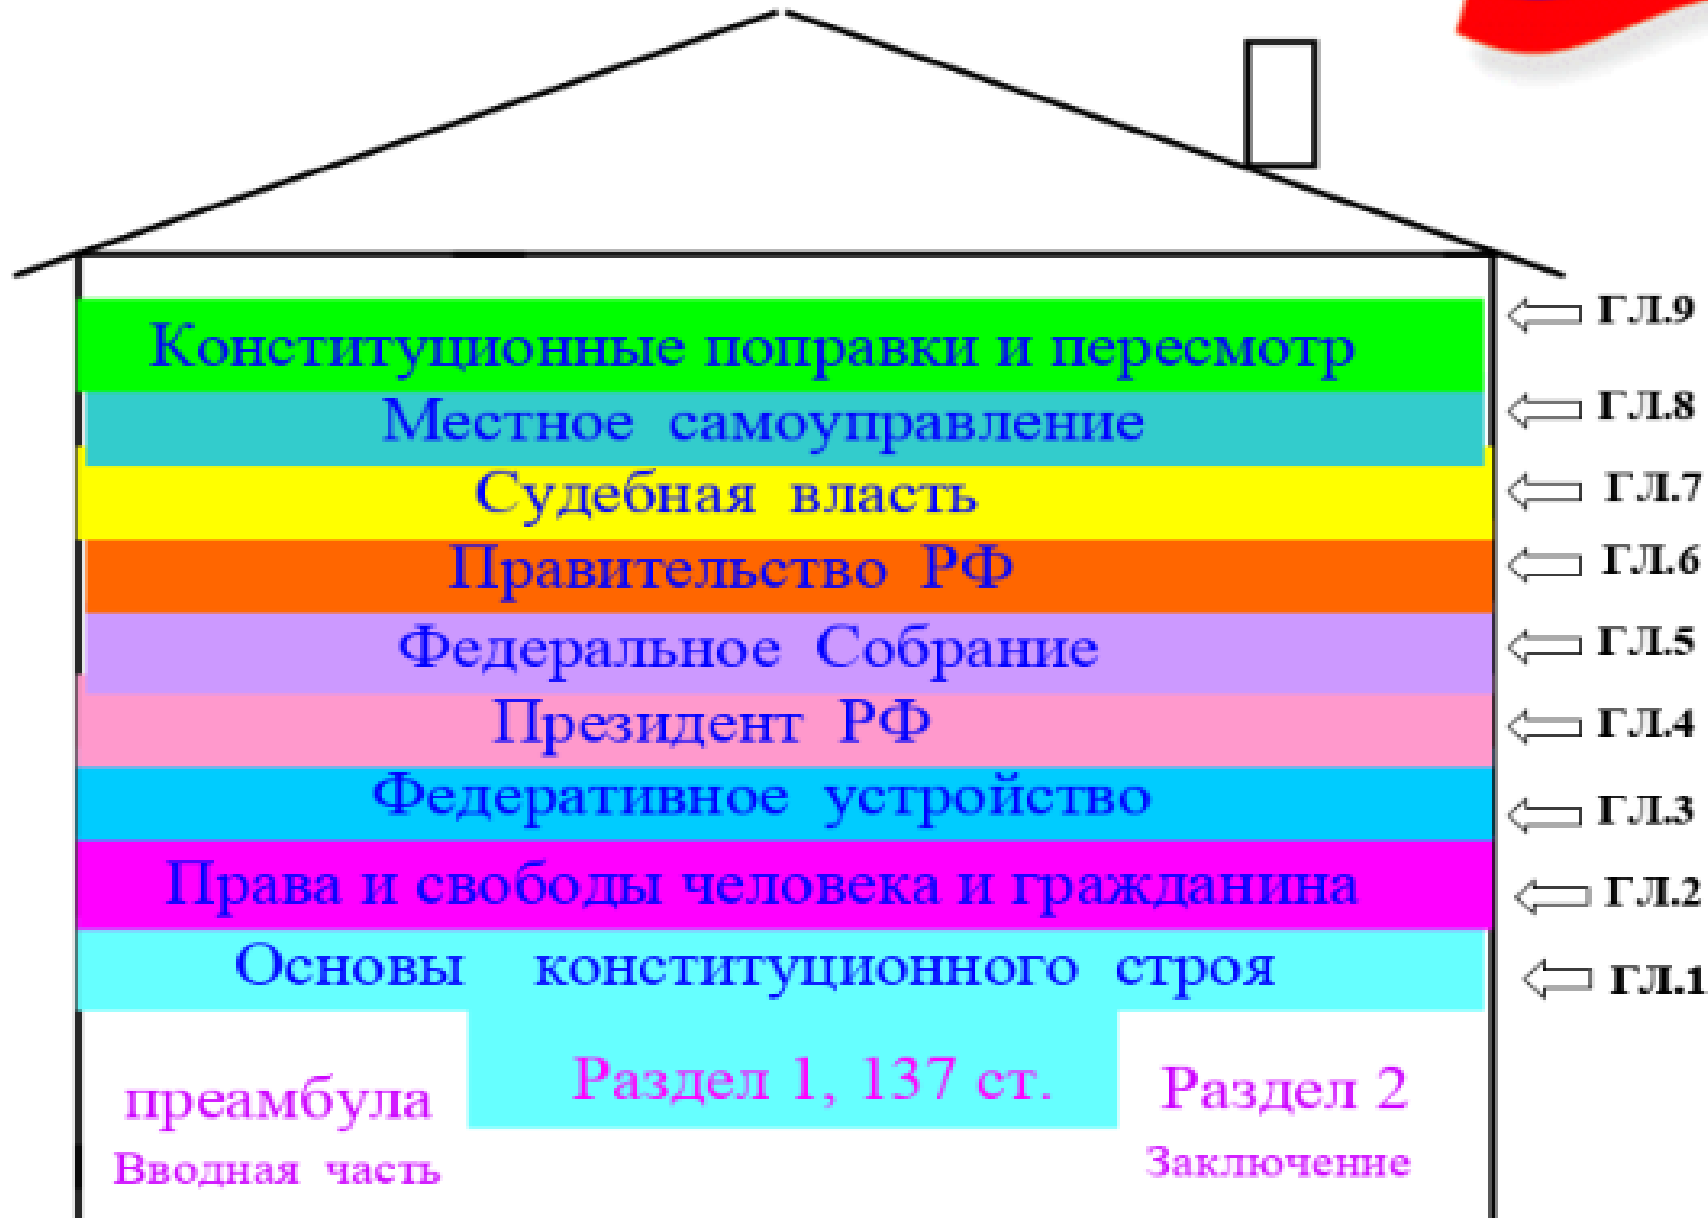 Конституционные поправки и пересмотр ГЛ.9
Местное самоуправление ГЛ.8
Судебная власть ГЛ.7
Правительство РФ ГЛ.6
Федеральное Собрание ГЛ.5
Президент РФ ГЛ.4
Федеративное устройство ГЛ.3
Права и свободы человека и гражданина ГЛ.2
Основы конституционного строя ГЛ.1
преамбула
Вводная часть
Раздел 1, 137 ст.
Раздел 2
Заключение